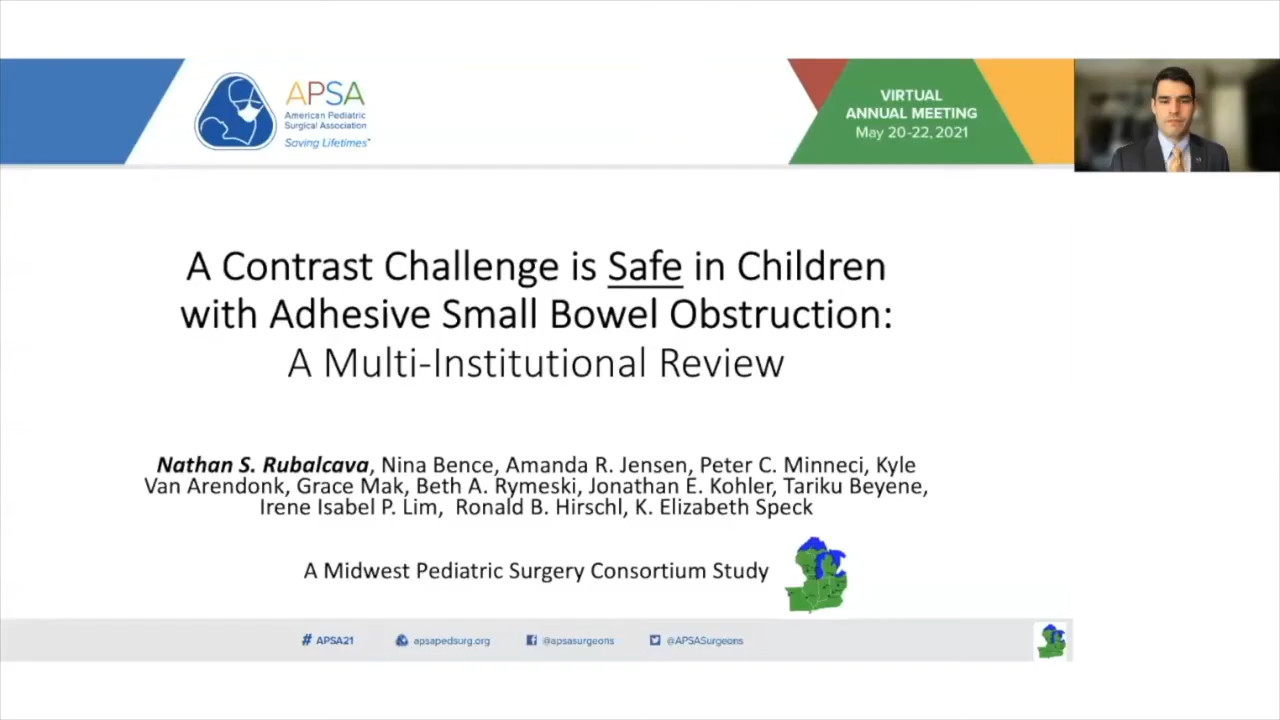 APSA
American Pediatric
Surgical Association
Saving Lifetimes™
VIRTUAL
ANNUAL MEETING
May 20-22, 2021
A Contrast Challenge is Safe in Children
with Adhesive Small Bowel Obstruction:
A Multi-Institutional Review
Nathan S. Rubalcava, Nina Bence, Amanda R. Jensen, Peter C. Minneci, Kyle
Van Arendonk, Grace Mak, Beth A. Rymeski, Jonathan E. Kohler, Tariku Beyene,
Irene Isabel P. Lim, Ronald B. Hirschl, K. Elizabeth Speck
A Midwest Pediatric Surgery Consortium Study
# APSA21
apsapedsurg.org
@apsasurgeons
@APSASurgeons